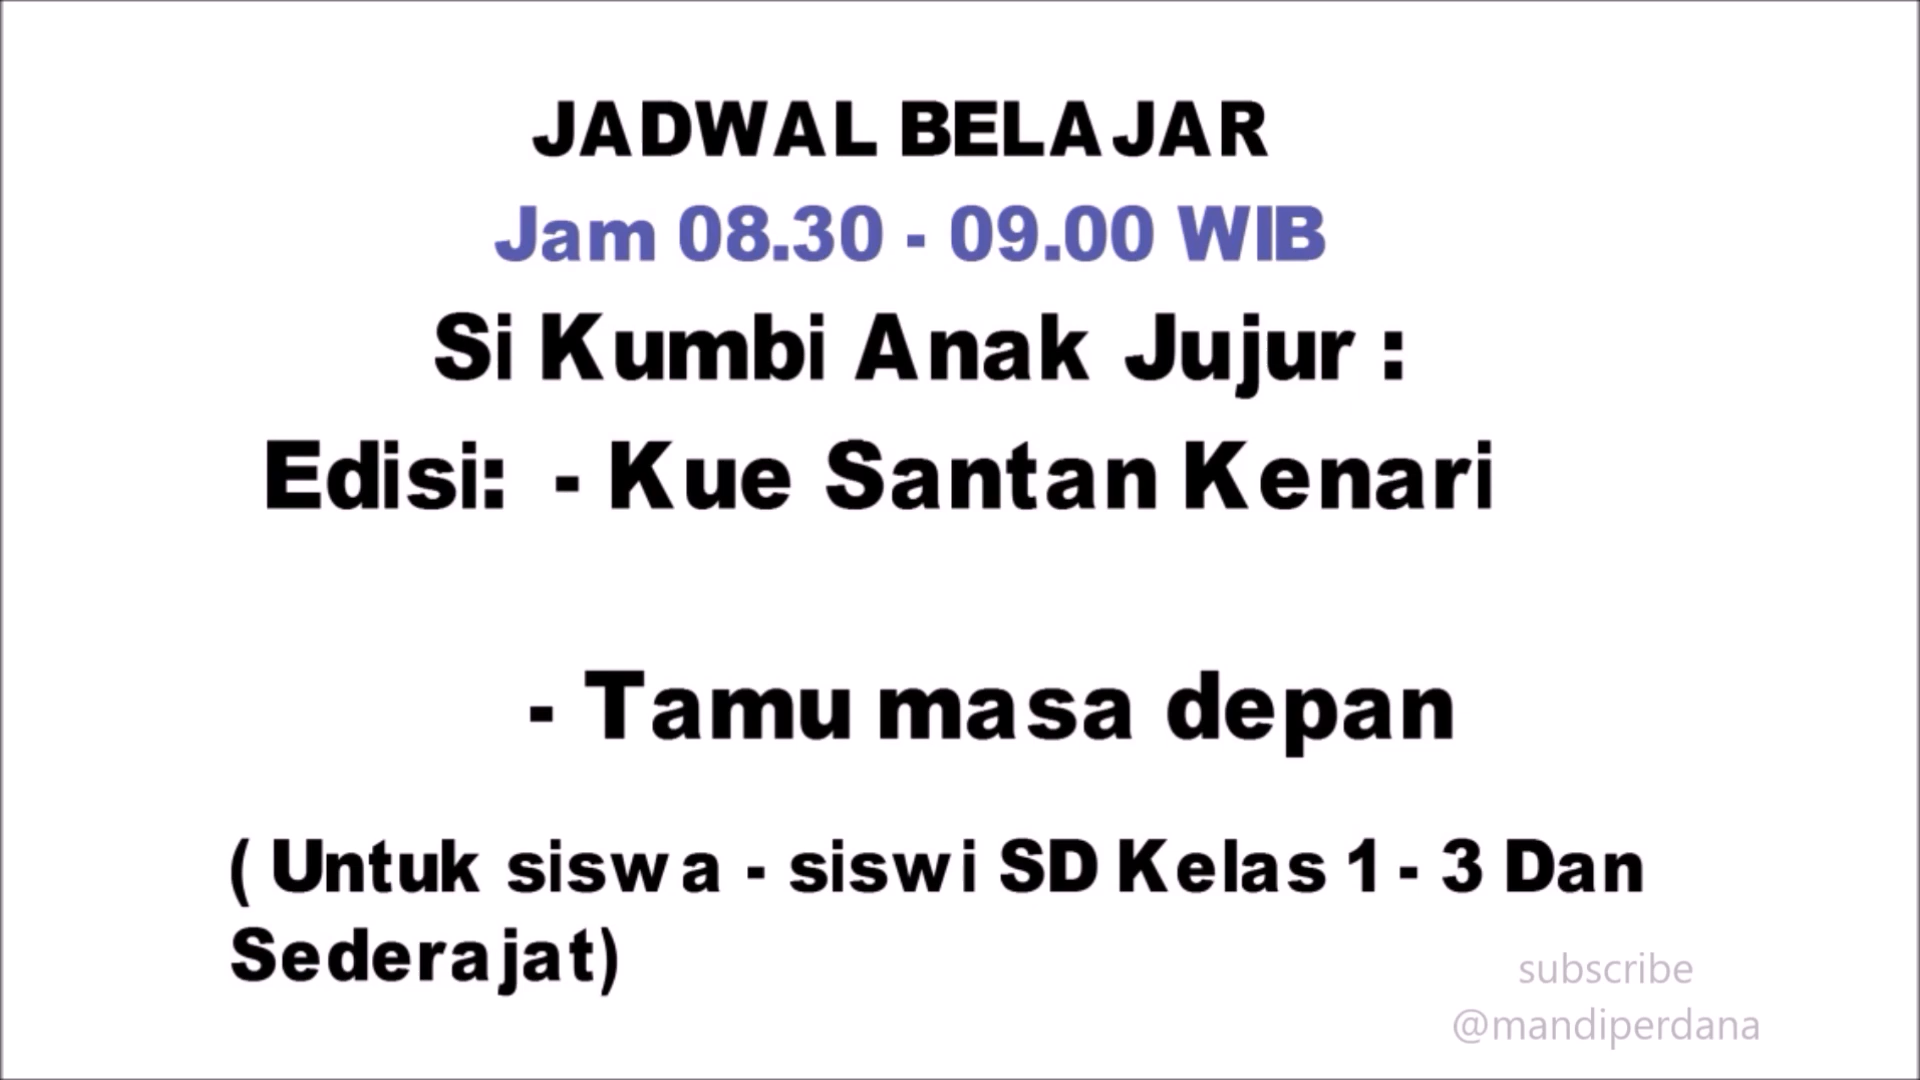 JADWAL BELAJAR
Jam 08.30 - 09.00 WIB
Si Kumbi Anak Jujur :
Edisi: - Kue Santan Kenari
- Tamu masa depan
( Untuk siswa - siswi SD Kelas 1 - 3 Dan
Sederajat)
subscribe
@mandiperdana